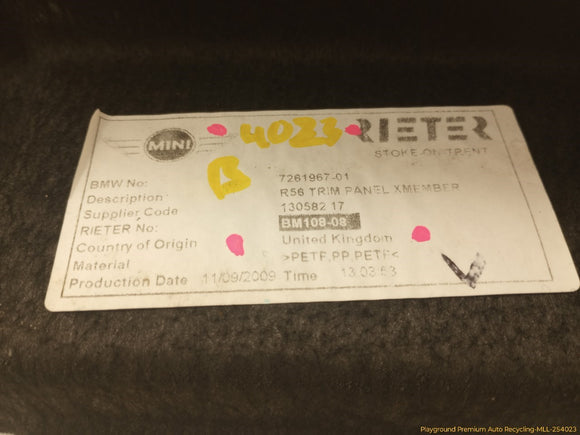 4023 RIETER
MINI
STOKE-ON-TRENT
B
BMW No: 7261967-01
Description R56 TRIM PANEL XMEMBER
Supplier Code 130582 17
RIETER No: BM108-08
Country of Origin United Kingdom
Material >PETF,PP,PETF<
Production Date 11/09/2009 Time 13.03.53
Playground Premium Auto Recycling-MLL-254023